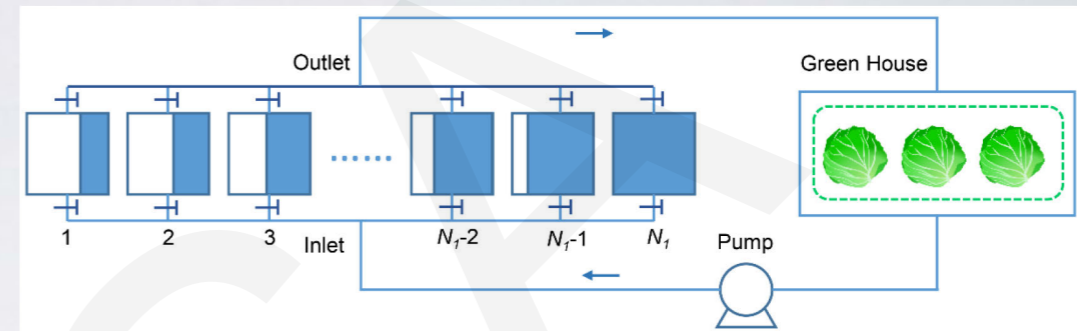 Outlet
Green House
......
1
2
3
N₁-2
N₁-1
N₁
Inlet
Pump